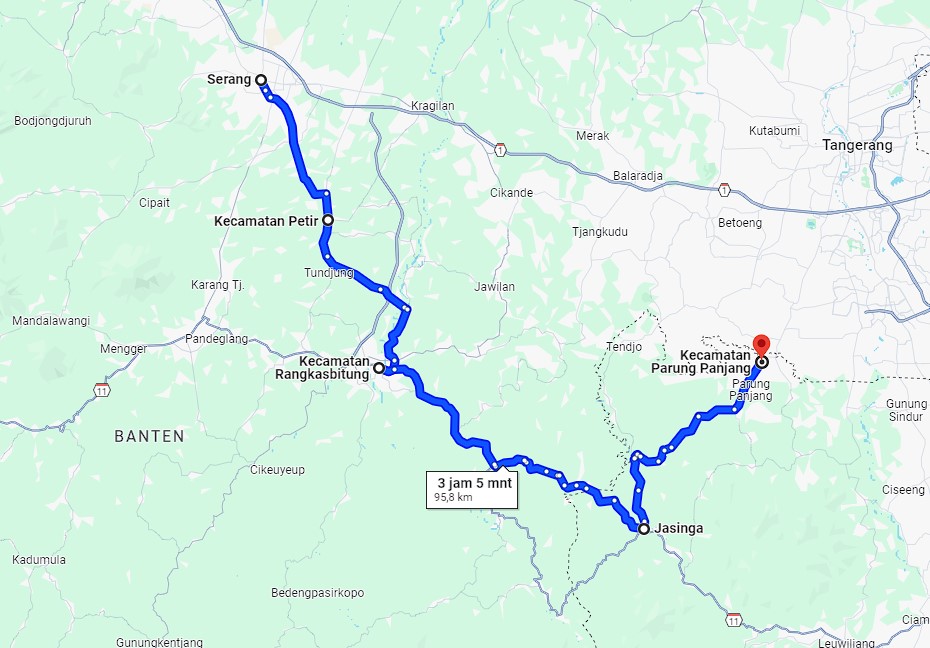 Serang
Kragilan
Bodjongdjuruh
Merak
Kutabumi
1
Tangerang
Balaradja
1
Cikande
Cipait
Kecamatan Petir
Betoeng
Tjangkudu
Tundjung
Karang Tj.
Jawilan
Mandalawangi
Pandeglang
Mengger
Tendjo
Kecamatan
Parung Panjang
Kecamatan
Rangkasbitung
Parung
Panjang
11
Gunung
Sindur
BANTEN
Cikeuyeup
3 jam 5 mnt
95,8 km
Ciseeng
Jasinga
Kadumula
Bedengpasirkopo
11
Ciam
Gunungkentjang
Leuwiliang